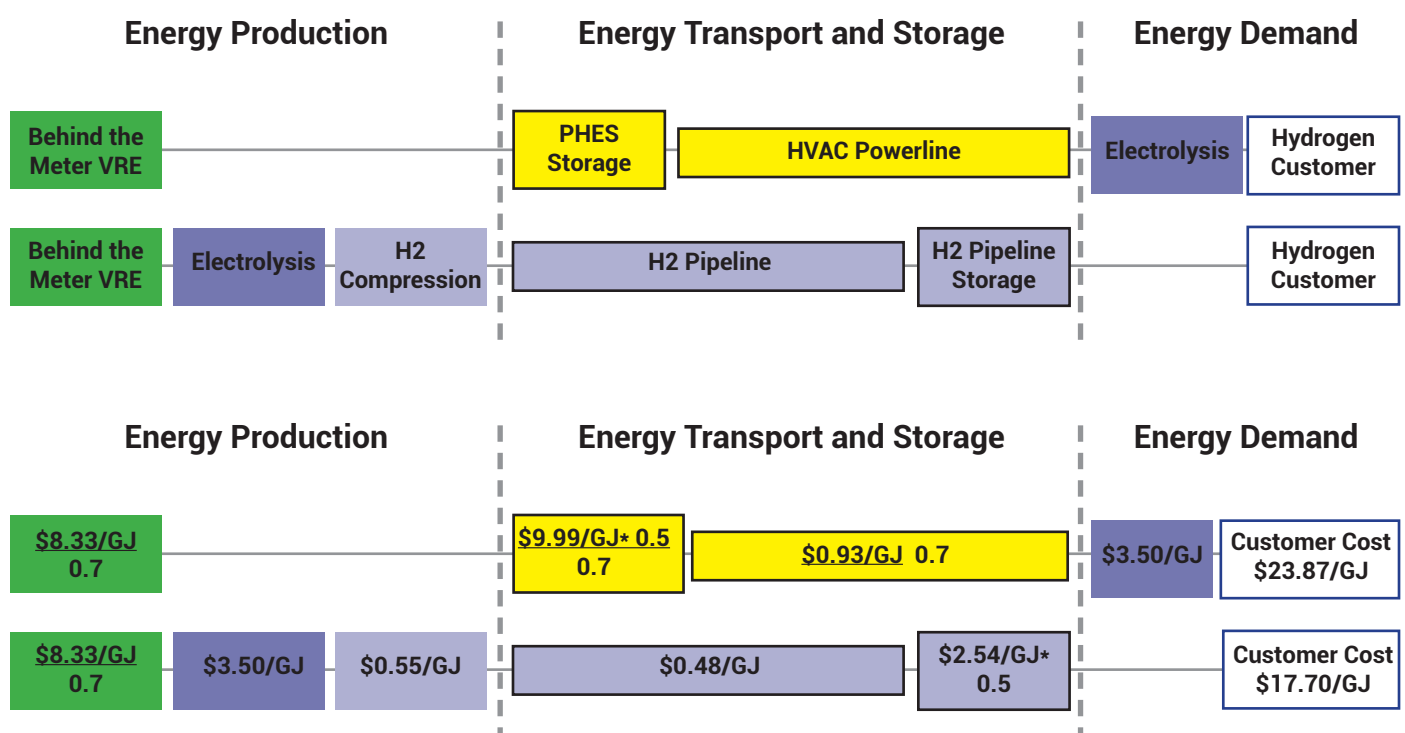 Energy Production
Energy Transport and Storage
Energy Demand
Behind the
Meter VRE
PHES
Storage
HVAC Powerline
Electrolysis
Hydrogen
Customer
Behind the
Meter VRE
Electrolysis
H2
Compression
H2 Pipeline
H2 Pipeline
Storage
Hydrogen
Customer
Energy Production
Energy Transport and Storage
Energy Demand
$8.33/GJ
0.7
$9.99/GJ* 0.5
0.7
$0.93/GJ 0.7
$3.50/GJ
Customer Cost
$23.87/GJ
$8.33/GJ
0.7
$3.50/GJ
$0.55/GJ
$0.48/GJ
$2.54/GJ*
0.5
Customer Cost
$17.70/GJ